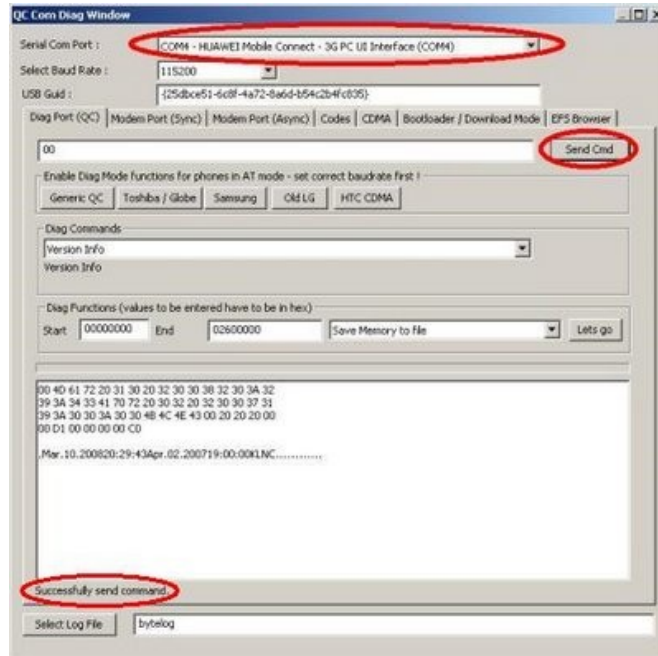 QC Com Diag Window
Serial Com Port : COM4 - HUAWEI Mobile Connect - 3G PC UI Interface (COM4)
Select Baud Rate : 115200
USB Guid : {25dbce51-6c8f-4a72-8a6d-b54c2b4fc835}
Diag Port (QC) Modem Port (Sync) Modem Port (Async) Codes CDMA Bootloader / Download Mode EFS Browser
00 Send Cmd
Enable Diag Mode functions for phones in AT mode - set correct baudrate first !
Generic QC Toshiba / Globe Samsung Old LG HTC CDMA
Diag Commands
Version Info
Version Info
Diag Functions (values to be entered have to be in hex)
Start 00000000 End 02600000 Save Memory to file Lets go
00 4D 61 72 20 31 30 20 32 30 30 38 32 30 3A 32
39 3A 34 33 41 70 72 20 30 32 20 32 30 30 37 31
39 3A 30 30 3A 30 30 4B 4C 4E 43 00 20 20 20 00
00 D1 00 00 00 00 C0
.Mar.10.200820:29:43Apr.02.200719:00:00KLNC............
Successfully send command.
Select Log File bytelog